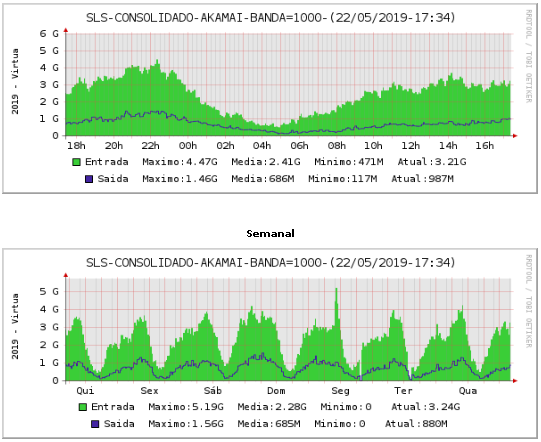 SLS-CONSOLIDADO-AKAMAI-BANDA=1000-(22/05/2019-17:34)
RRDTOOL / TOBI OETIKER
2019 - Virtua
6 G
5 G
4 G
3 G
2 G
1 G
0
18h 20h 22h 00h 02h 04h 06h 08h 10h 12h 14h 16h
Entrada Maximo:4.47G Media:2.41G Minimo:471M Atual:3.21G
Saida Maximo:1.46G Media:686M Minimo:117M Atual:987M
Semanal
SLS-CONSOLIDADO-AKAMAI-BANDA=1000-(22/05/2019-17:34)
RRDTOOL / TOBI OETIKER
2019 - Virtua
5 G
4 G
3 G
2 G
1 G
0
Qui Sex Sáb Dom Seg Ter Qua
Entrada Maximo:5.19G Media:2.28G Minimo:0 Atual:3.24G
Saida Maximo:1.56G Media:685M Minimo:0 Atual:880M